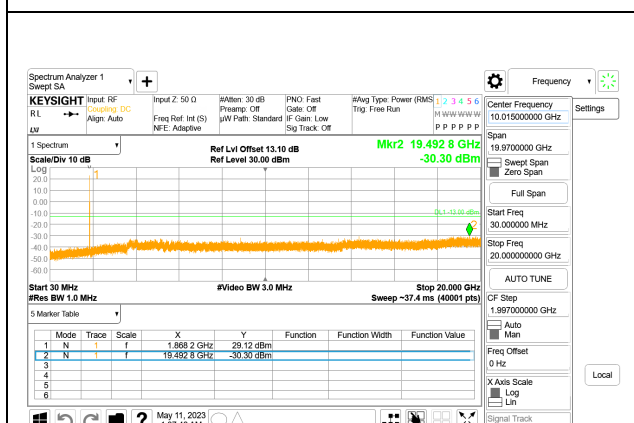 Spectrum Analyzer 1
Swept SA
+
Frequency
KEYSIGHT
Input: RF
Coupling: DC
Align: Auto
Input Z: 50 Ω
Freq Ref: Int (S)
NFE: Adaptive
#Atten: 30 dB
Preamp: Off
µW Path: Standard
PNO: Fast
Gate: Off
IF Gain: Low
Sig Track: Off
#Avg Type: Power (RMS
Trig: Free Run
1 2 3 4 5 6
M W W W W W
P P P P P P
R L
Center Frequency
10.015000000 GHz
Settings
Span
19.9700000 GHz
Swept Span
Zero Span
Full Span
Start Freq
30.000000 MHz
Stop Freq
20.000000000 GHz
AUTO TUNE
CF Step
1.997000000 GHz
Auto
Man
Freq Offset
0 Hz
X Axis Scale
Log
Lin
Signal Track
Local
1 Spectrum
Scale/Div 10 dB
Ref Lvl Offset 13.10 dB
Ref Level 30.00 dBm
Mkr2 19.492 8 GHz
-30.30 dBm
Log
20.0
10.0
0.00
-10.0
-20.0
-30.0
-40.0
-50.0
-60.0
1
2
Start 30 MHz
#Res BW 1.0 MHz
#Video BW 3.0 MHz
Stop 20.000 GHz
Sweep ~37.4 ms (40001 pts)
5 Marker Table
Mode Trace Scale X Y Function Function Width Function Value
1 N 1 f 1.868 2 GHz 29.12 dBm
2 N 1 f 19.492 8 GHz -30.30 dBm
3
4
5
6
?
May 11, 2023